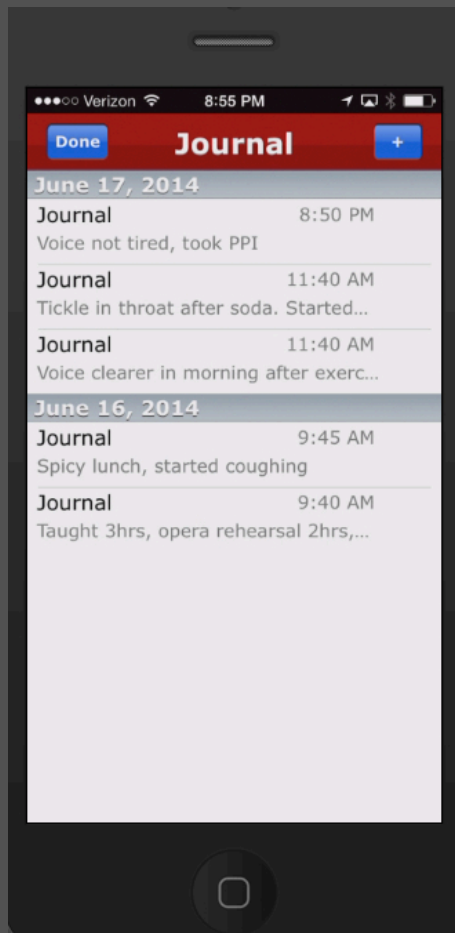 Verizon 8:55 PM
Done Journal +
June 17, 2014
Journal 8:50 PM
Voice not tired, took PPI
Journal 11:40 AM
Tickle in throat after soda. Started...
Journal 11:40 AM
Voice clearer in morning after exerc...
June 16, 2014
Journal 9:45 AM
Spicy lunch, started coughing
Journal 9:40 AM
Taught 3hrs, opera rehearsal 2hrs,...